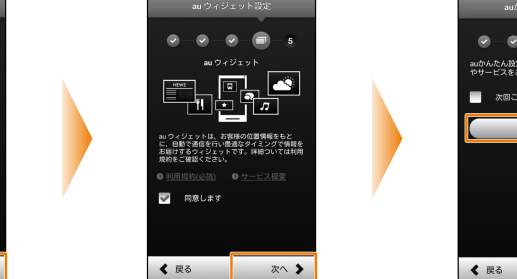 au ウィジェット設定
5
au ウィジェット
NEWS
au ウィジェットは、お客様の位置情報をもと
に、自動で通信を行い最適なタイミングで情報を
お届けするウィジェットです。詳細については利用
規約をご確認ください。
利用規約(必読)
サービス概要
同意します
戻る
次へ
au
auかんたん設
やサービスを
次回こ
戻る